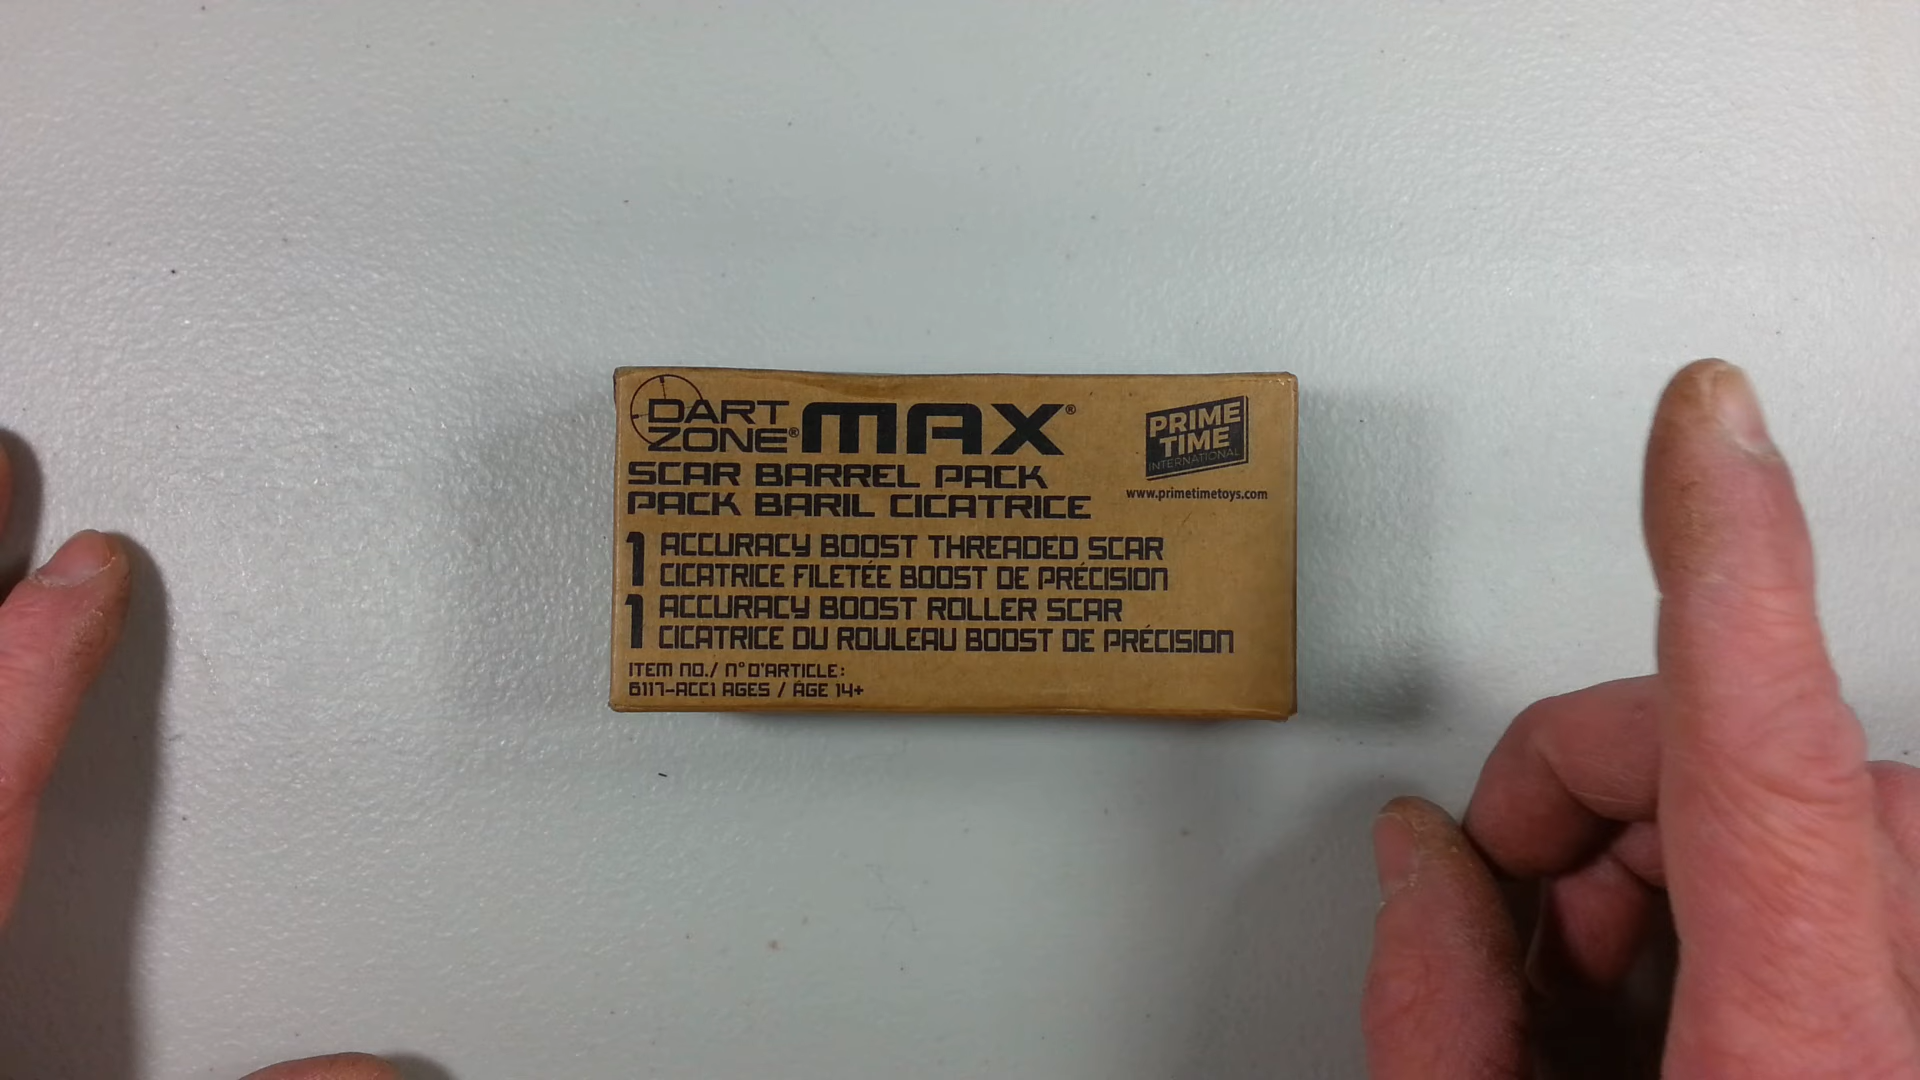 DART ZONE® MAX®
SCAR BARREL PACK
PACK BARIL CICATRICE
PRIME
TIME
INTERNATIONAL
www.primetimetoys.com
1 ACCURACY BOOST THREADED SCAR
CICATRICE FILETÉE BOOST DE PRÉCISION
1 ACCURACY BOOST ROLLER SCAR
CICATRICE DU ROULEAU BOOST DE PRÉCISION
ITEM NO./ N° D'ARTICLE:
6117-ACC1 AGES / ÂGE 14+